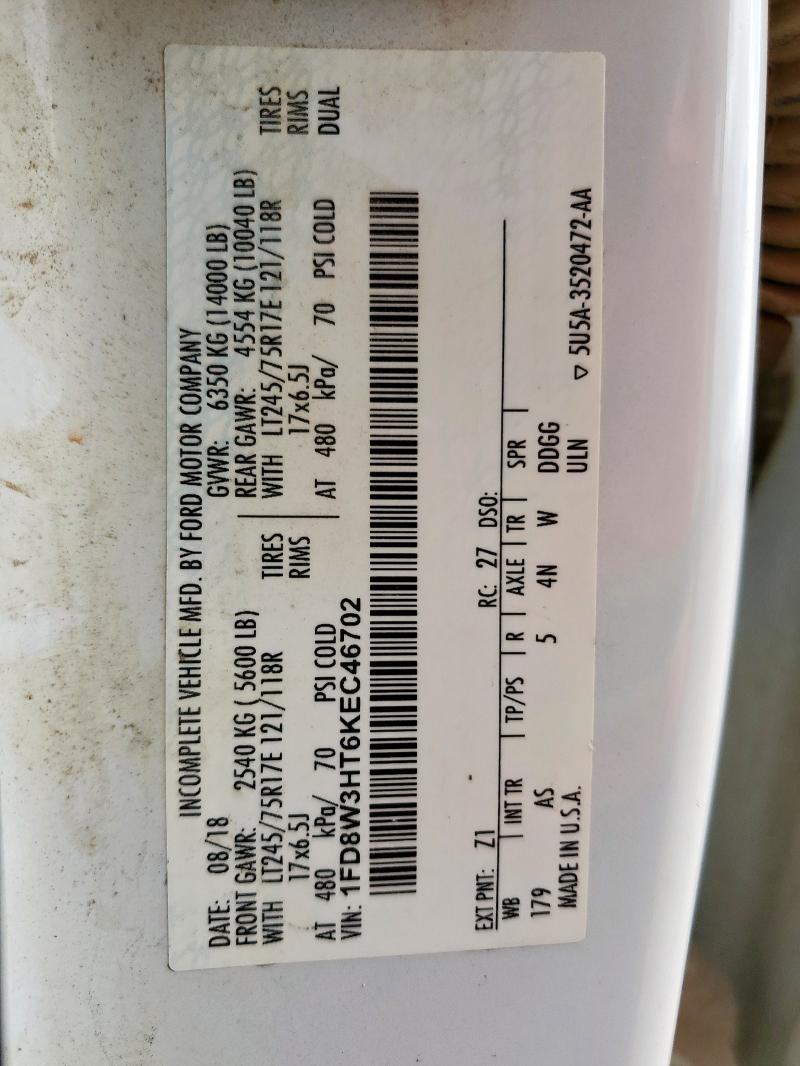 INCOMPLETE VEHICLE MFD. BY FORD MOTOR COMPANY
DATE: 08/18 GVWR: 6350 KG (14000 LB)
FRONT GAWR: 2540 KG ( 5600 LB) REAR GAWR: 4554 KG (10040 LB)
WITH LT245/75R17E 121/118R TIRES WITH LT245/75R17E 121/118R TIRES
17x6.5J RIMS 17x6.5J RIMS
AT 480 kPa/ 70 PSI COLD AT 480 kPa/ 70 PSI COLD DUAL
VIN: 1FD8W3HT6KEC46702
EXT PNT: Z1 RC: 27 DSO:
WB | INT TR | TP/PS | R | AXLE | TR | SPR |
179 AS 5 4N W DDGG
MADE IN U.S.A. ULN
▽ 5U5A-3520472-AA